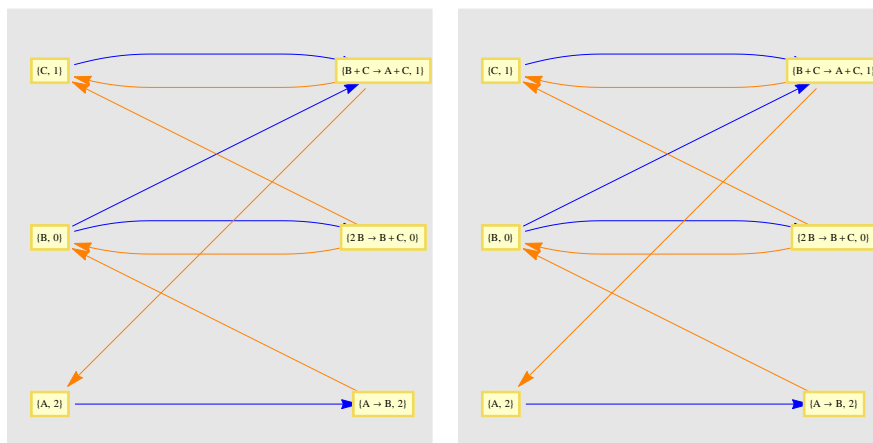 {C, 1}
{B + C → A + C, 1}
{B, 0}
{2 B → B + C, 0}
{A, 2}
{A → B, 2}
{C, 1}
{B + C → A + C, 1}
{B, 0}
{2 B → B + C, 0}
{A, 2}
{A → B, 2}